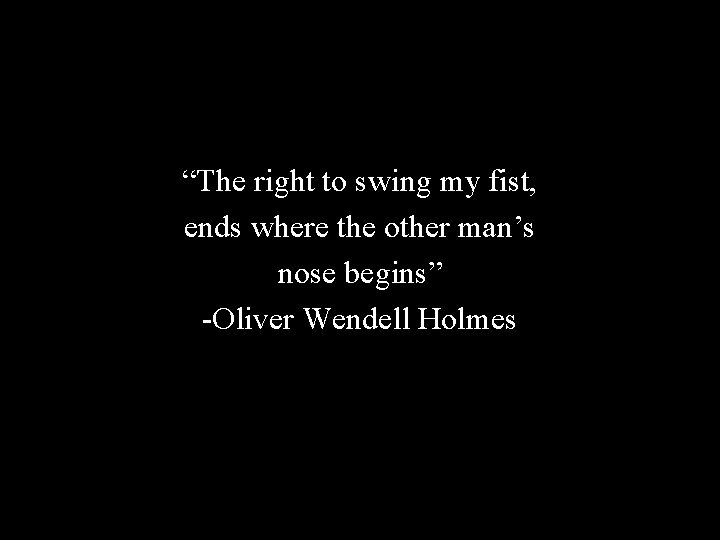 “The right to swing my fist,
ends where the other man’s
nose begins”
-Oliver Wendell Holmes